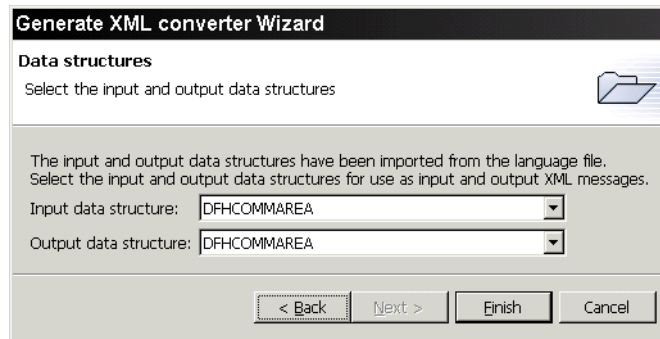 Generate XML converter Wizard
Data structures
Select the input and output data structures
The input and output data structures have been imported from the language file.
Select the input and output data structures for use as input and output XML messages.
Input data structure: DFHCOMMAREA
Output data structure: DFHCOMMAREA
< Back Next > Finish Cancel